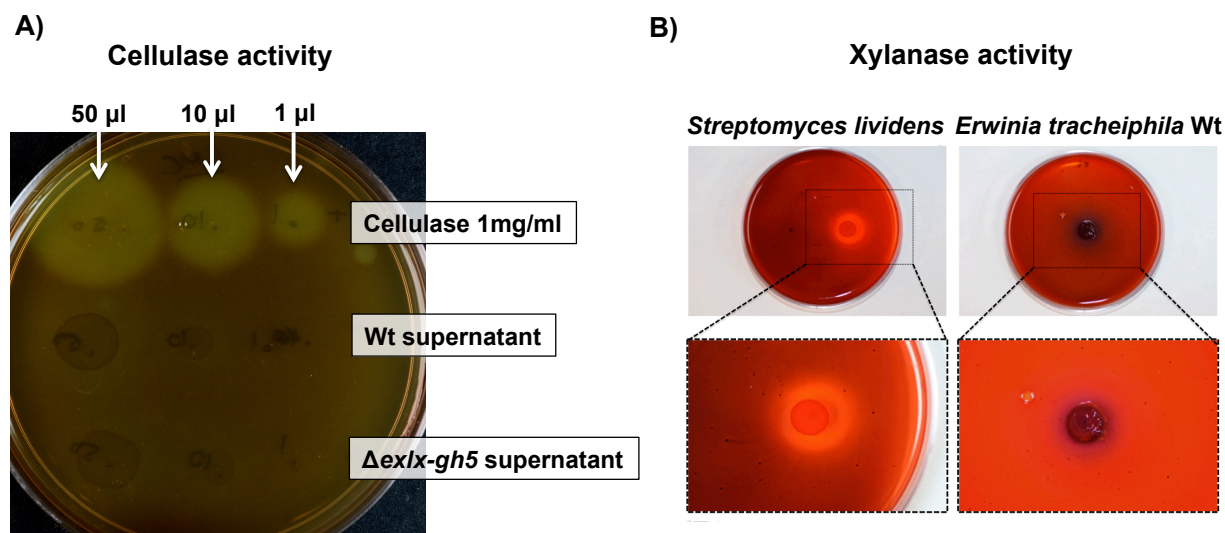 A)
Cellulase activity
50 µl
10 µl
1 µl
Cellulase 1mg/ml
Wt supernatant
Δexlx-gh5 supernatant
B)
Xylanase activity
Streptomyces lividens
Erwinia tracheiphila Wt